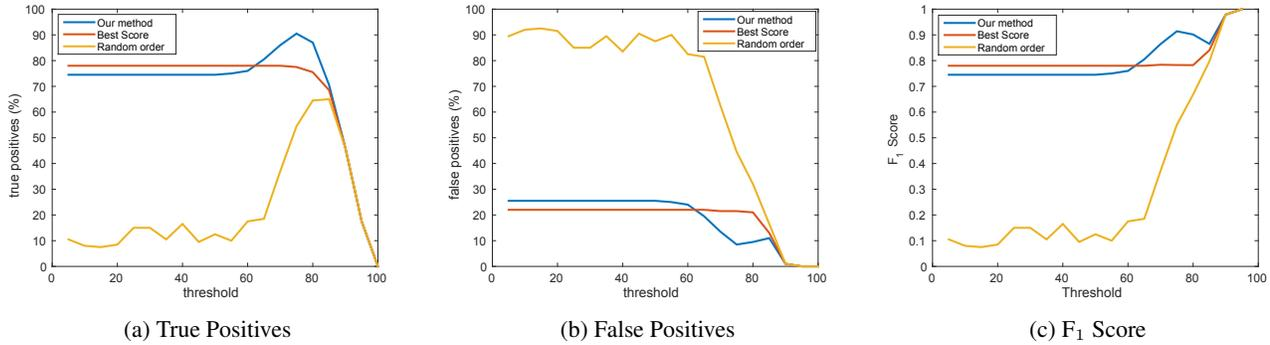 100
90
80
70
60
50
40
30
20
10
0
0 20 40 60 80 100
true positives (%)
threshold
Our method
Best Score
Random order
(a) True Positives
100
90
80
70
60
50
40
30
20
10
0
0 20 40 60 80 100
false positives (%)
threshold
Our method
Best Score
Random order
(b) False Positives
1
0.9
0.8
0.7
0.6
0.5
0.4
0.3
0.2
0.1
0
0 20 40 60 80 100
F₁ Score
Threshold
Our method
Best Score
Random order
(c) F₁ Score